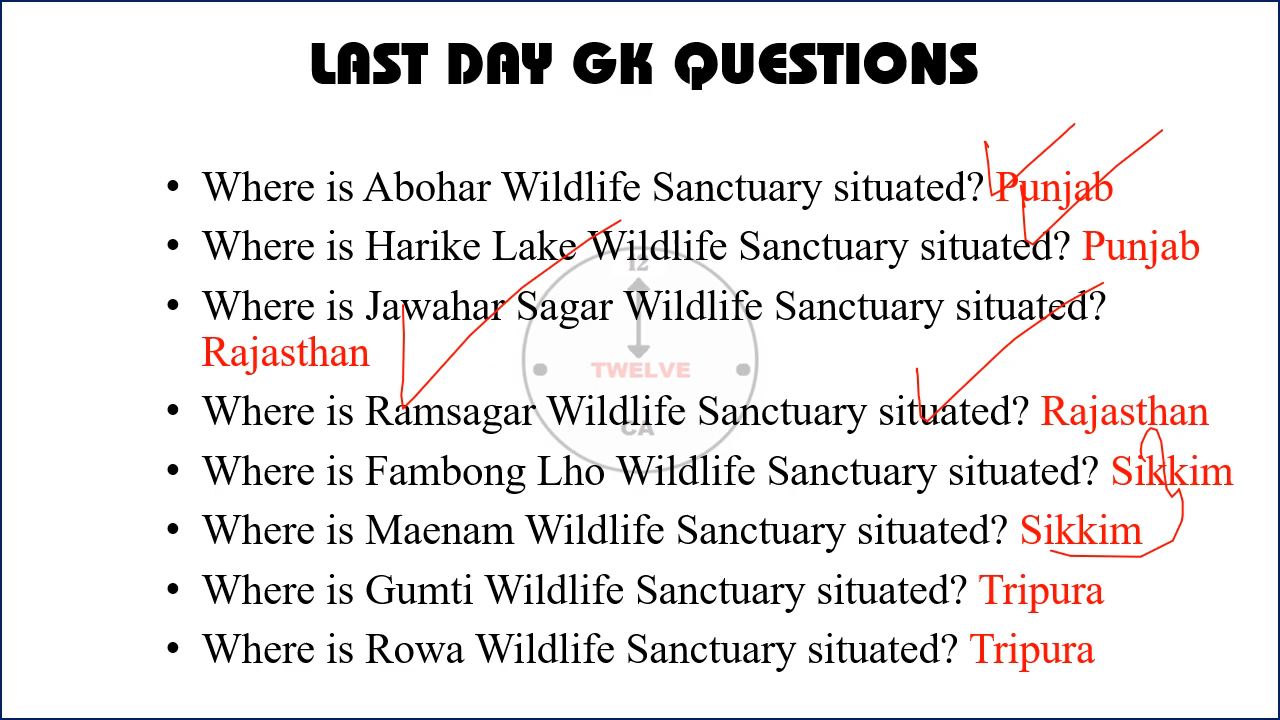 LAST DAY GK QUESTIONS
• Where is Abohar Wildlife Sanctuary situated? Punjab
• Where is Harike Lake Wildlife Sanctuary situated? Punjab
12
• Where is Jawahar Sagar Wildlife Sanctuary situated?
Rajasthan
TWELVE
• Where is Ramsagar Wildlife Sanctuary situated? Rajasthan
CA
• Where is Fambong Lho Wildlife Sanctuary situated? Sikkim
• Where is Maenam Wildlife Sanctuary situated? Sikkim
• Where is Gumti Wildlife Sanctuary situated? Tripura
• Where is Rowa Wildlife Sanctuary situated? Tripura